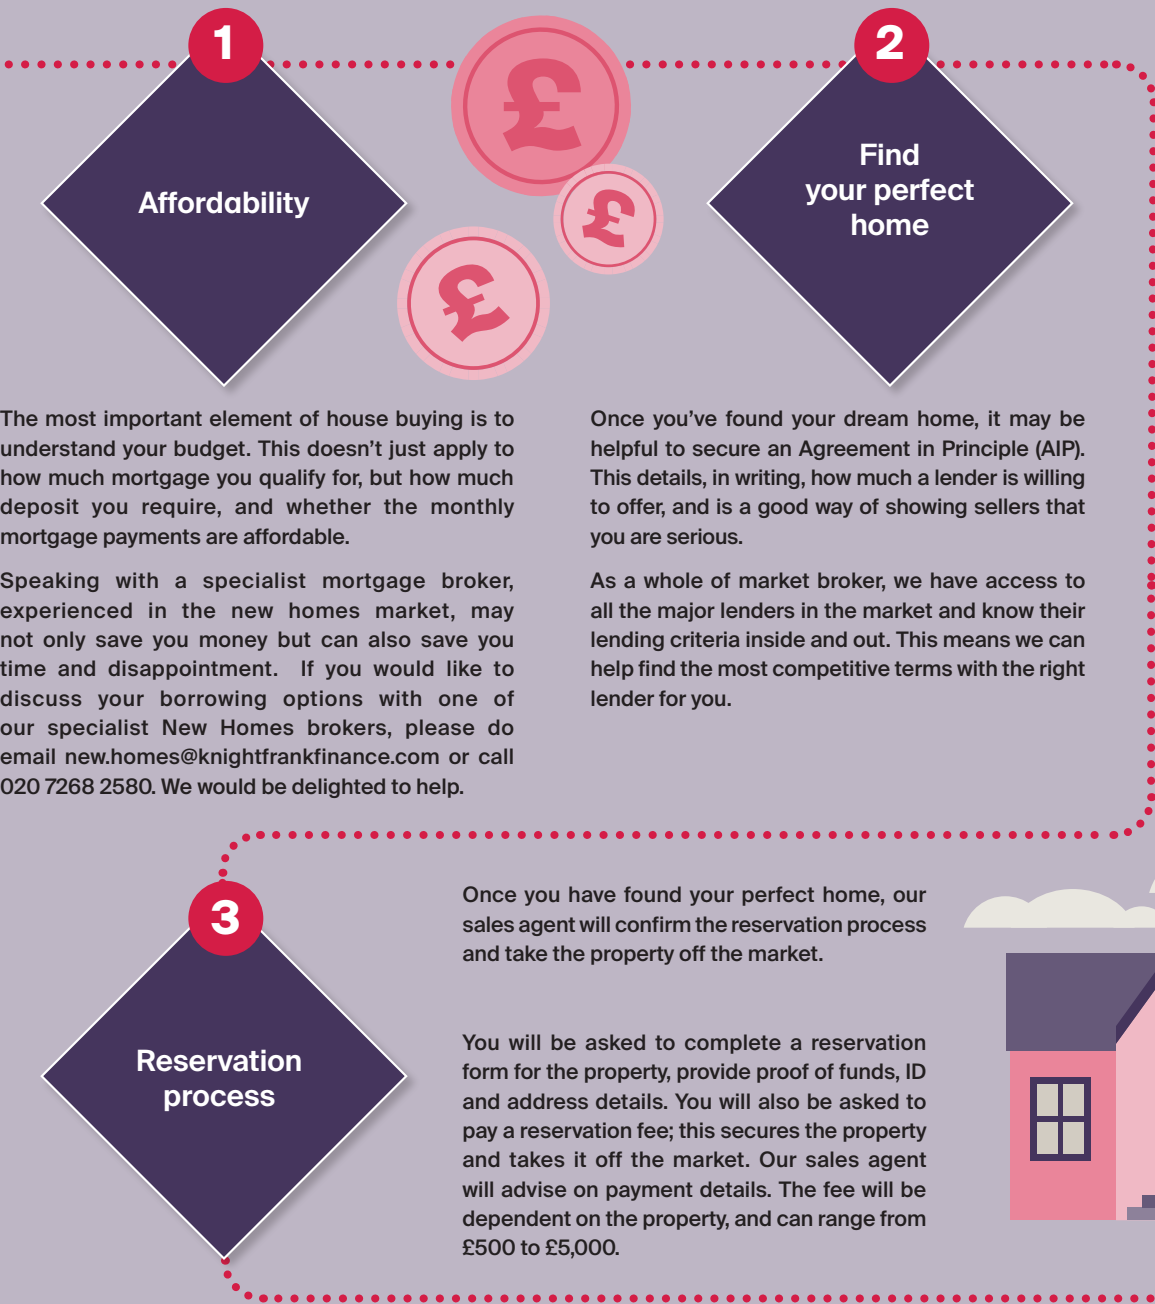 1
Affordability
£
£
£
The most important element of house buying is to
understand your budget. This doesn’t just apply to
how much mortgage you qualify for, but how much
deposit you require, and whether the monthly
mortgage payments are affordable.
Speaking with a specialist mortgage broker,
experienced in the new homes market, may
not only save you money but can also save you
time and disappointment. If you would like to
discuss your borrowing options with one of
our specialist New Homes brokers, please do
email new.homes@knightfrankfinance.com or call
020 7268 2580. We would be delighted to help.
2
Find
your perfect
home
Once you’ve found your dream home, it may be
helpful to secure an Agreement in Principle (AIP).
This details, in writing, how much a lender is willing
to offer, and is a good way of showing sellers that
you are serious.
As a whole of market broker, we have access to
all the major lenders in the market and know their
lending criteria inside and out. This means we can
help find the most competitive terms with the right
lender for you.
3
Reservation
process
Once you have found your perfect home, our
sales agent will confirm the reservation process
and take the property off the market.
You will be asked to complete a reservation
form for the property, provide proof of funds, ID
and address details. You will also be asked to
pay a reservation fee; this secures the property
and takes it off the market. Our sales agent
will advise on payment details. The fee will be
dependent on the property, and can range from
£500 to £5,000.